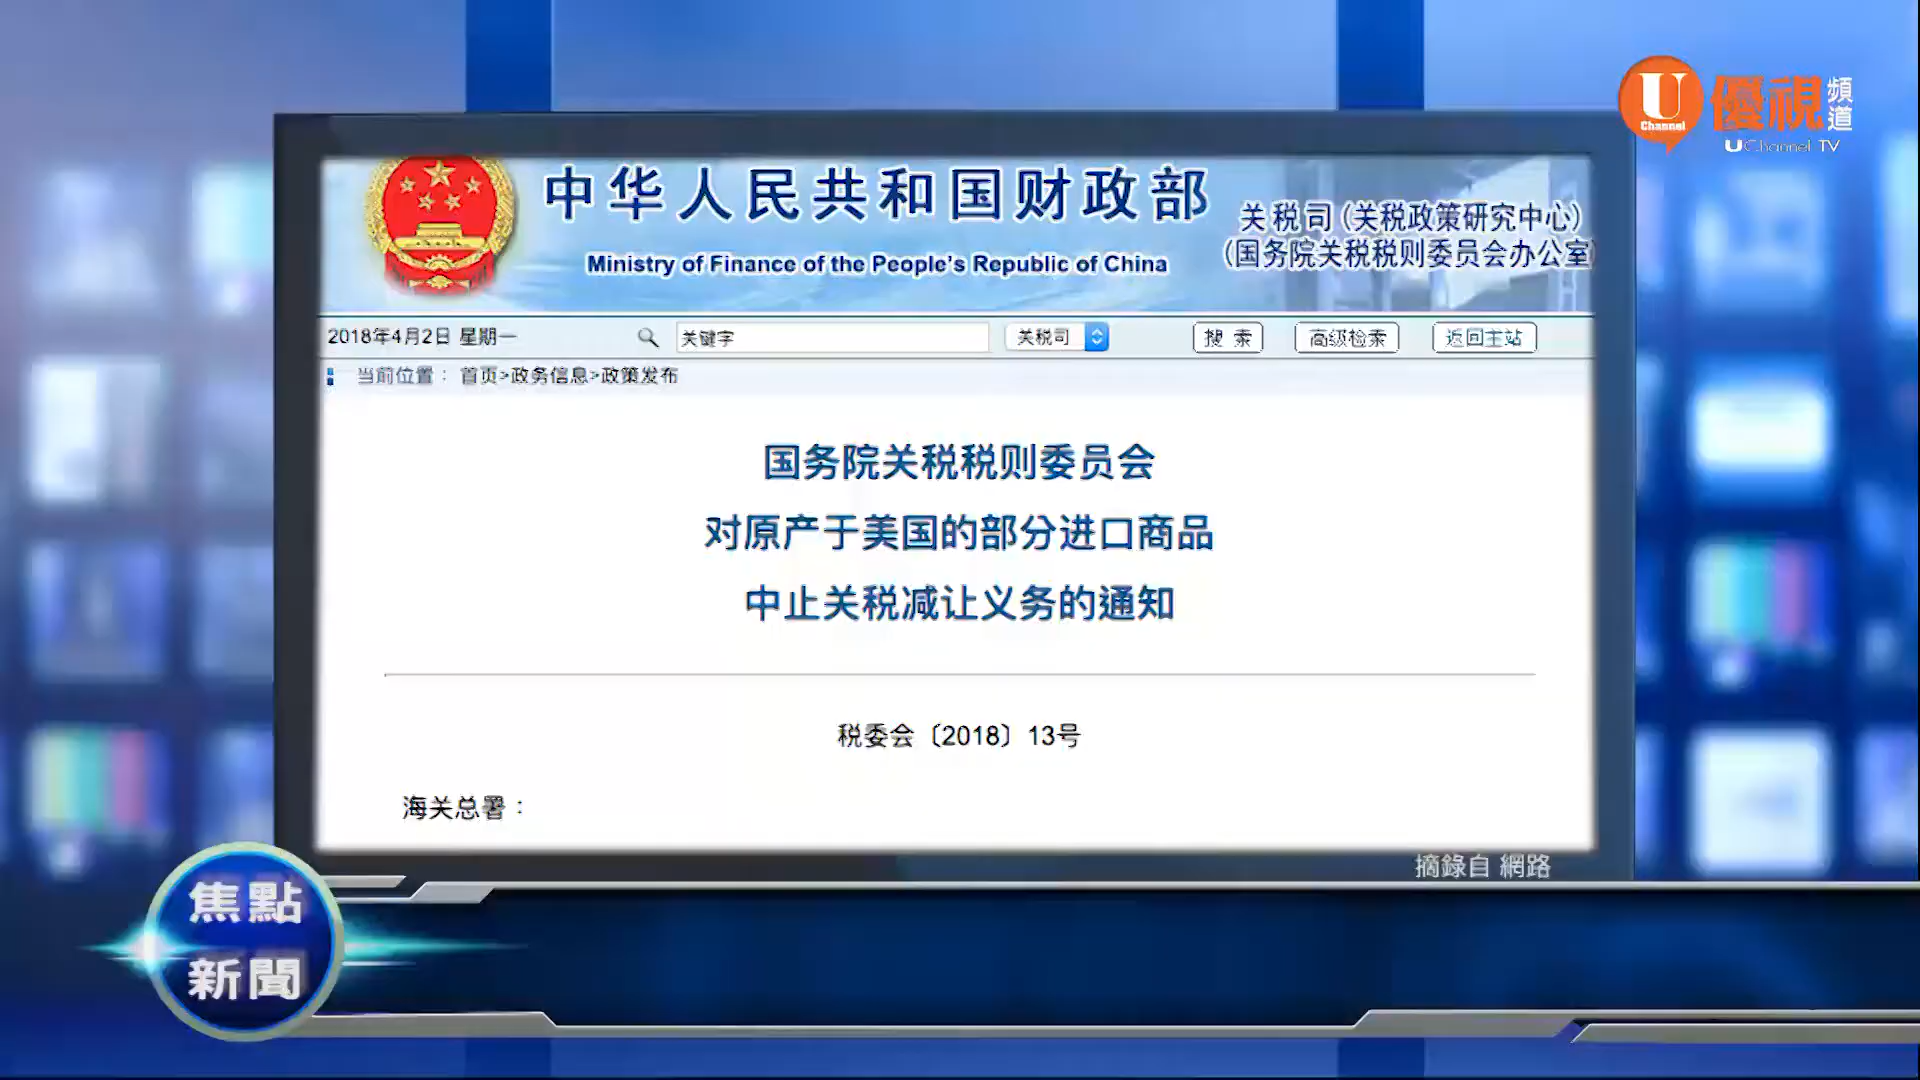 U
Channel
優視
頻道
UChannel TV
中华人民共和国财政部
Ministry of Finance of the People's Republic of China
关税司(关税政策研究中心)
(国务院关税税则委员会办公室)
2018年4月2日 星期一
关键字
关税司
搜 索
高级检索
返回主站
当前位置：首页>政务信息>政策发布
国务院关税税则委员会
对原产于美国的部分进口商品
中止关税减让义务的通知
税委会〔2018〕13号
海关总署：
摘錄自 網路
焦點
新聞